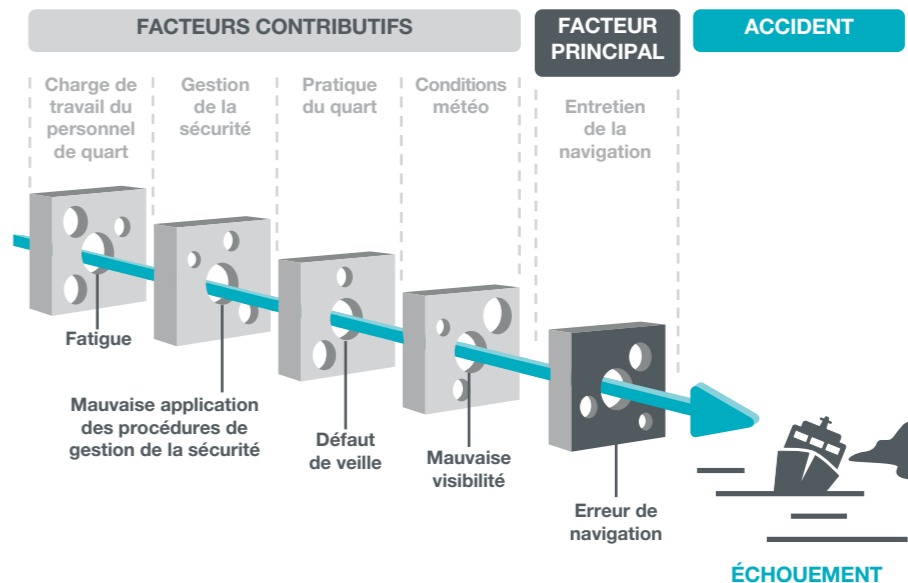 FACTEURS CONTRIBUTIFS
FACTEUR
PRINCIPAL
ACCIDENT
Charge de
travail du
personnel
de quart
Gestion
de la
sécurité
Pratique
du quart
Conditions
météo
Entretien
de la
navigation
Fatigue
Mauvaise application
des procédures de
gestion de la sécurité
Défaut
de veille
Mauvaise
visibilité
Erreur de
navigation
ÉCHOUEMENT